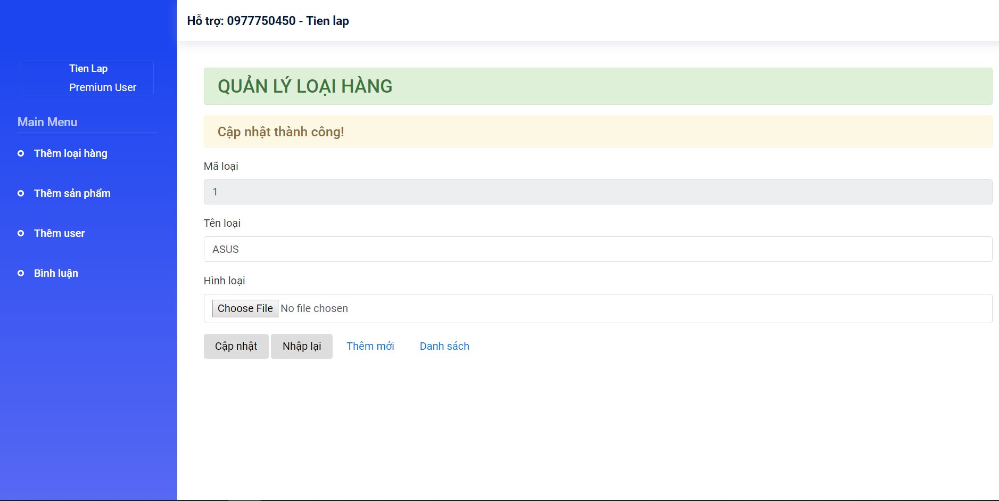 Hỗ trợ: 0977750450 - Tien lap
Tien Lap
Premium User
Main Menu
Thêm loại hàng
Thêm sản phẩm
Thêm user
Bình luận
QUẢN LÝ LOẠI HÀNG
Cập nhật thành công!
Mã loại
1
Tên loại
ASUS
Hình loại
Choose File No file chosen
Cập nhật Nhập lại Thêm mới Danh sách